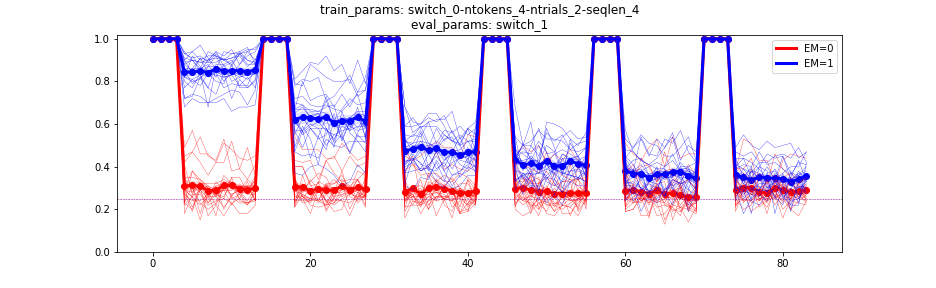 train_params: switch_0-ntokens_4-ntrials_2-seqlen_4
eval_params: switch_1
1.0
0.8
0.6
0.4
0.2
0.0
0
20
40
60
80
EM=0
EM=1